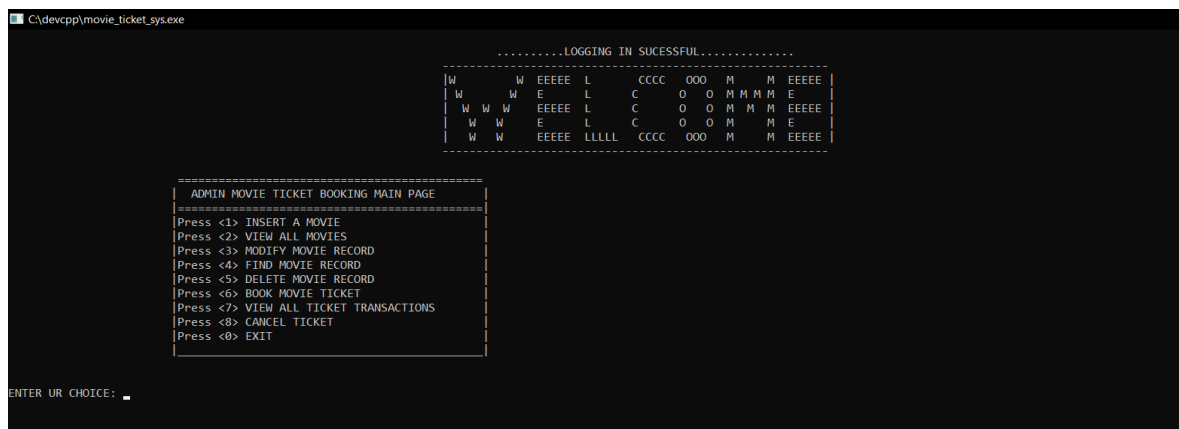 C:\devcpp\movie_ticket_sys.exe
..........LOGGING IN SUCESSFUL..............
---------------------------------------------------------
|W        W  EEEEE  L       CCCC   OOO   M     M  EEEEE |
| W      W   E      L      C      O   O  M M M M  E     |
|  W  W  W   EEEEE  L      C      O   O  M  M  M  EEEEE |
|   W   W    E      L      C      O   O  M     M  E     |
|   W   W    EEEEE  LLLLL   CCCC   OOO   M     M  EEEEE |
---------------------------------------------------------
=============================================
|  ADMIN MOVIE TICKET BOOKING MAIN PAGE       |
|=============================================|
|Press <1> INSERT A MOVIE                     |
|Press <2> VIEW ALL MOVIES                    |
|Press <3> MODIFY MOVIE RECORD                |
|Press <4> FIND MOVIE RECORD                  |
|Press <5> DELETE MOVIE RECORD                |
|Press <6> BOOK MOVIE TICKET                  |
|Press <7> VIEW ALL TICKET TRANSACTIONS       |
|Press <8> CANCEL TICKET                      |
|Press <0> EXIT                               |
|_____________________________________________|
ENTER UR CHOICE: _